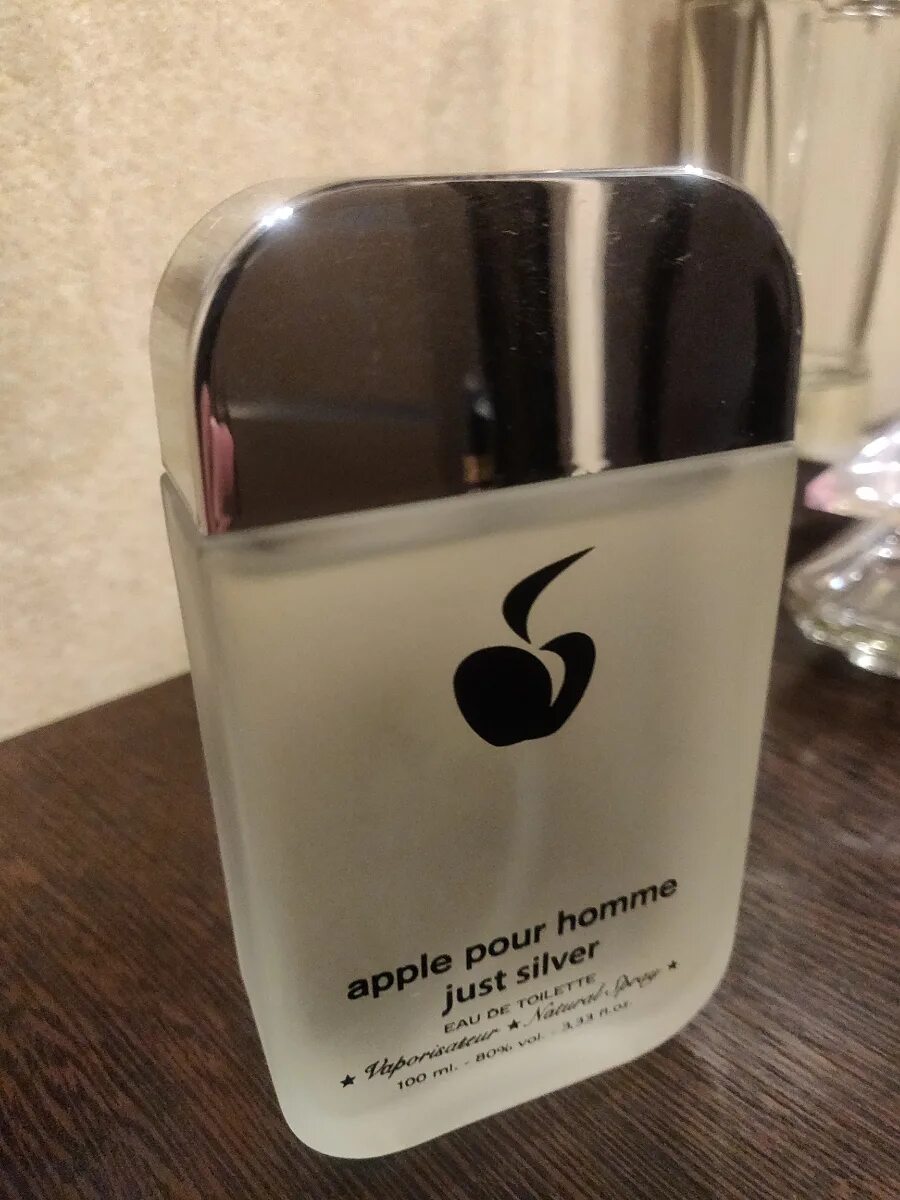 apple pour homme
just silver
EAU DE TOILETTE
★ Vaporisateur ★ Natural Spray ★
100 ml. - 80% vol. - 3,33 fl.oz.